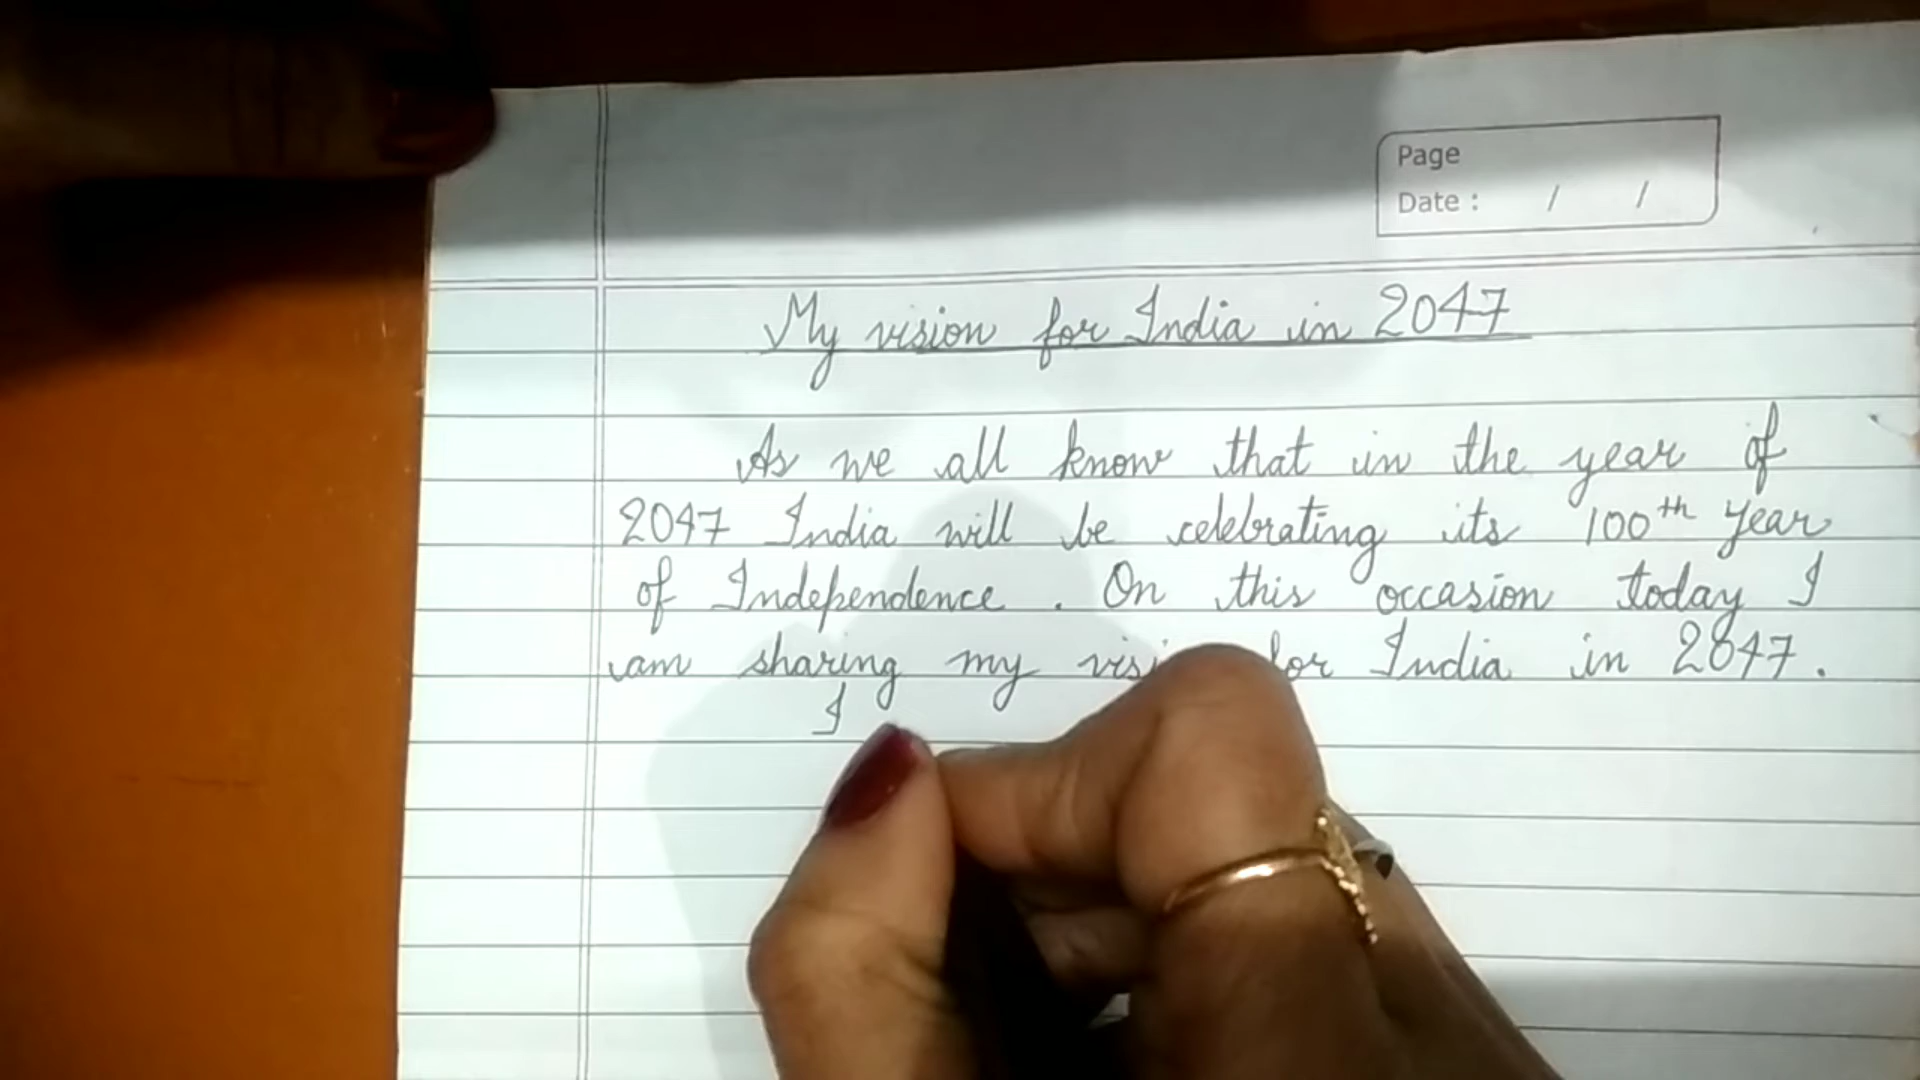 Page
Date : / /
My vision for India in 2047
As we all know that in the year of
2047 India will be celebrating its 100th year
of Independence. On this occasion today I
am sharing my for India in 2047.
I